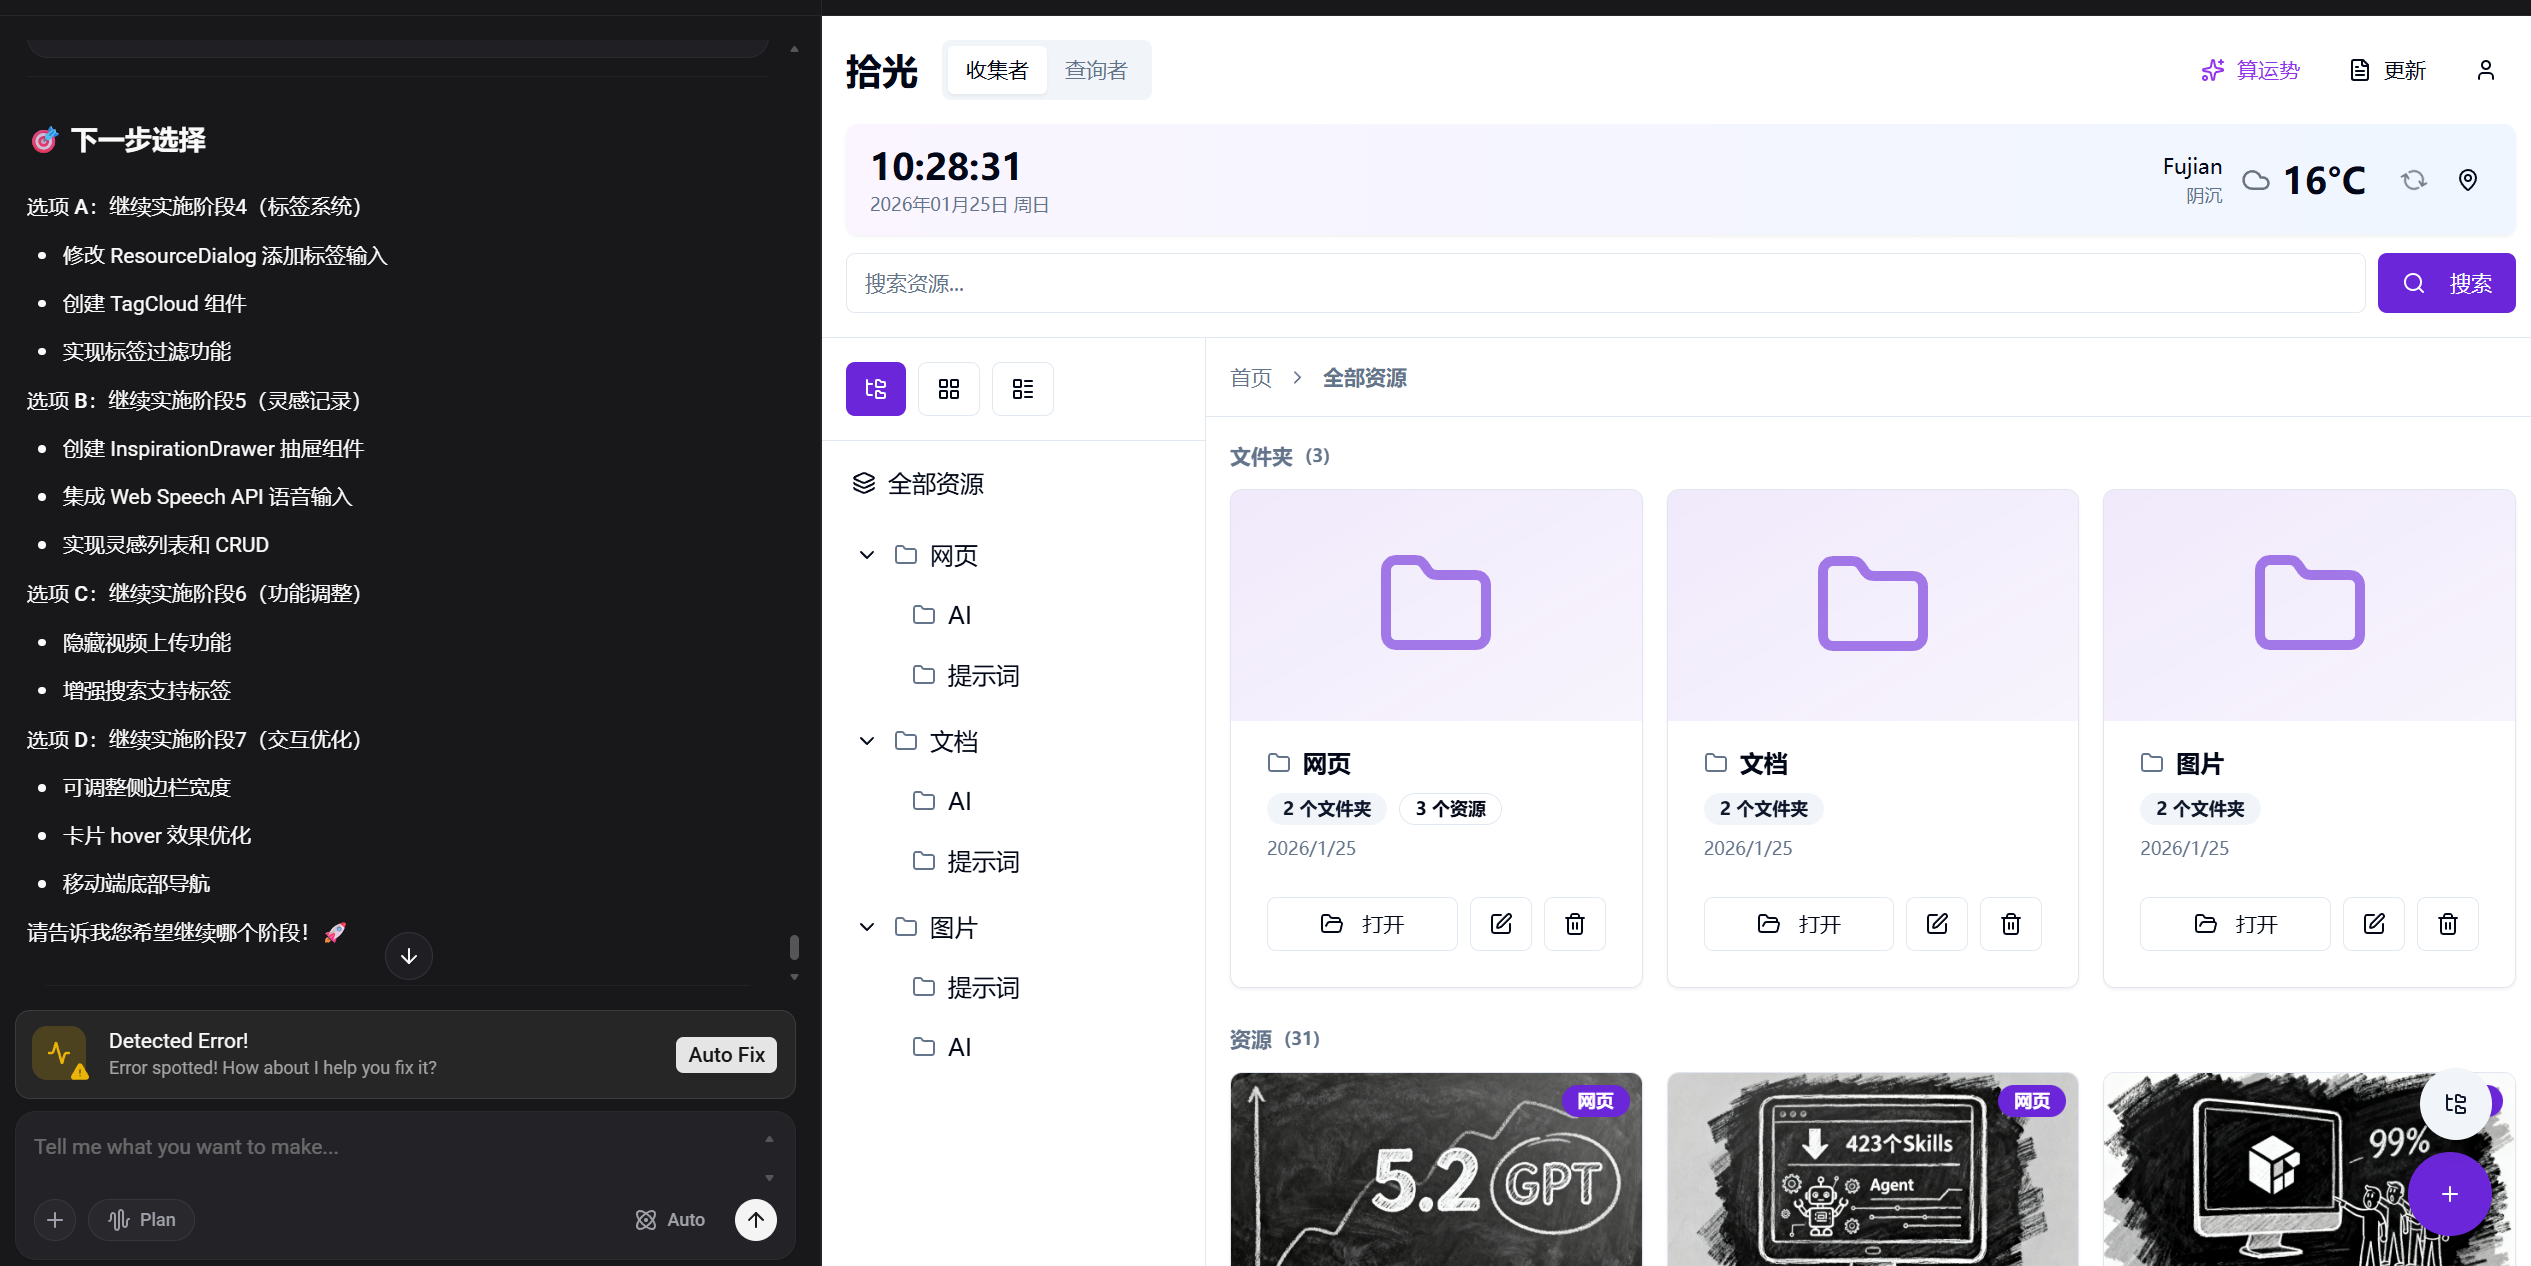 🎯 下一步选择
选项 A：继续实施阶段4（标签系统）
• 修改 ResourceDialog 添加标签输入
• 创建 TagCloud 组件
• 实现标签过滤功能
选项 B：继续实施阶段5（灵感记录）
• 创建 InspirationDrawer 抽屉组件
• 集成 Web Speech API 语音输入
• 实现灵感列表和 CRUD
选项 C：继续实施阶段6（功能调整）
• 隐藏视频上传功能
• 增强搜索支持标签
选项 D：继续实施阶段7（交互优化）
• 可调整侧边栏宽度
• 卡片 hover 效果优化
• 移动端底部导航
请告诉我您希望继续哪个阶段！🚀
Detected Error!
Error spotted! How about I help you fix it?
Auto Fix
Tell me what you want to make...
Plan
Auto
拾光
收集者
查询者
算运势
更新
10:28:31
2026年01月25日 周日
Fujian
阴沉
16°C
搜索资源...
搜索
全部资源
网页
AI
提示词
文档
AI
提示词
图片
提示词
AI
首页 > 全部资源
文件夹 (3)
网页
2 个文件夹
3 个资源
2026/1/25
打开
文档
2 个文件夹
2026/1/25
打开
图片
2 个文件夹
2026/1/25
打开
资源 (31)
网页
5.2 GPT
网页
423个Skills
Agent
99%